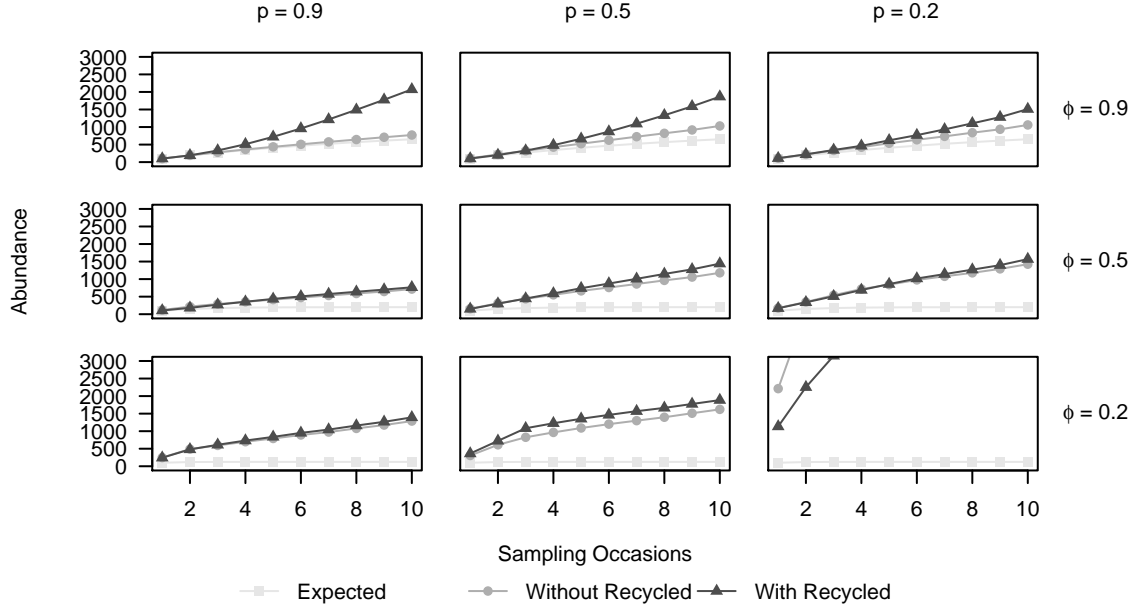 p = 0.9 p = 0.5 p = 0.2
3000
2500
2000
1500
1000
500
0
ϕ = 0.9
Abundance
3000
2500
2000
1500
1000
500
0
ϕ = 0.5
3000
2500
2000
1500
1000
500
0
ϕ = 0.2
2 4 6 8 10 2 4 6 8 10 2 4 6 8 10
Sampling Occasions
Expected Without Recycled With Recycled